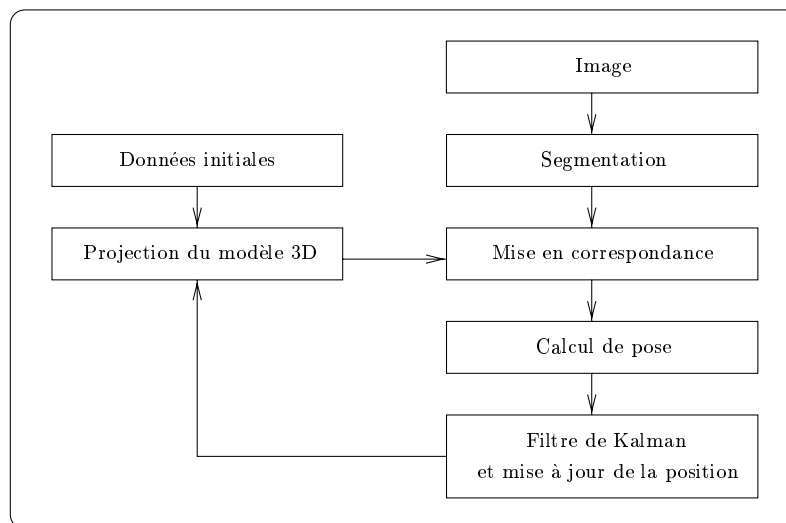 Image
Données initiales
Segmentation
Projection du modèle 3D
Mise en correspondance
Calcul de pose
Filtre de Kalman
et mise à jour de la position